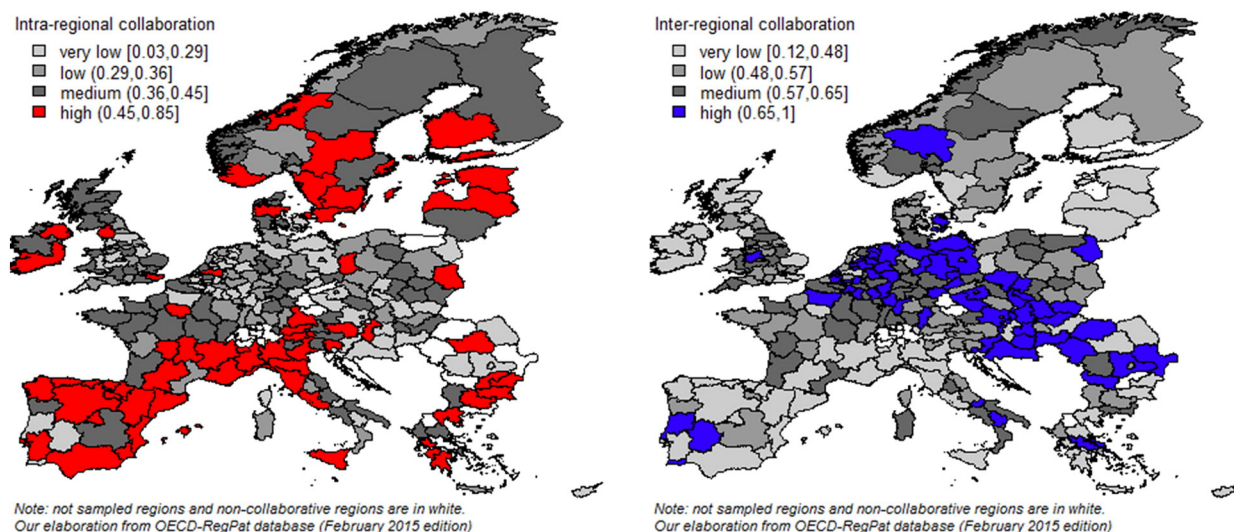 Intra-regional collaboration
very low [0.03,0.29]
low (0.29,0.36]
medium (0.36,0.45]
high (0.45,0.85]
Note: not sampled regions and non-collaborative regions are in white.
Our elaboration from OECD-RegPat database (February 2015 edition)
Inter-regional collaboration
very low [0.12,0.48]
low (0.48,0.57]
medium (0.57,0.65]
high (0.65,1]
Note: not sampled regions and non-collaborative regions are in white.
Our elaboration from OECD-RegPat database (February 2015 edition)